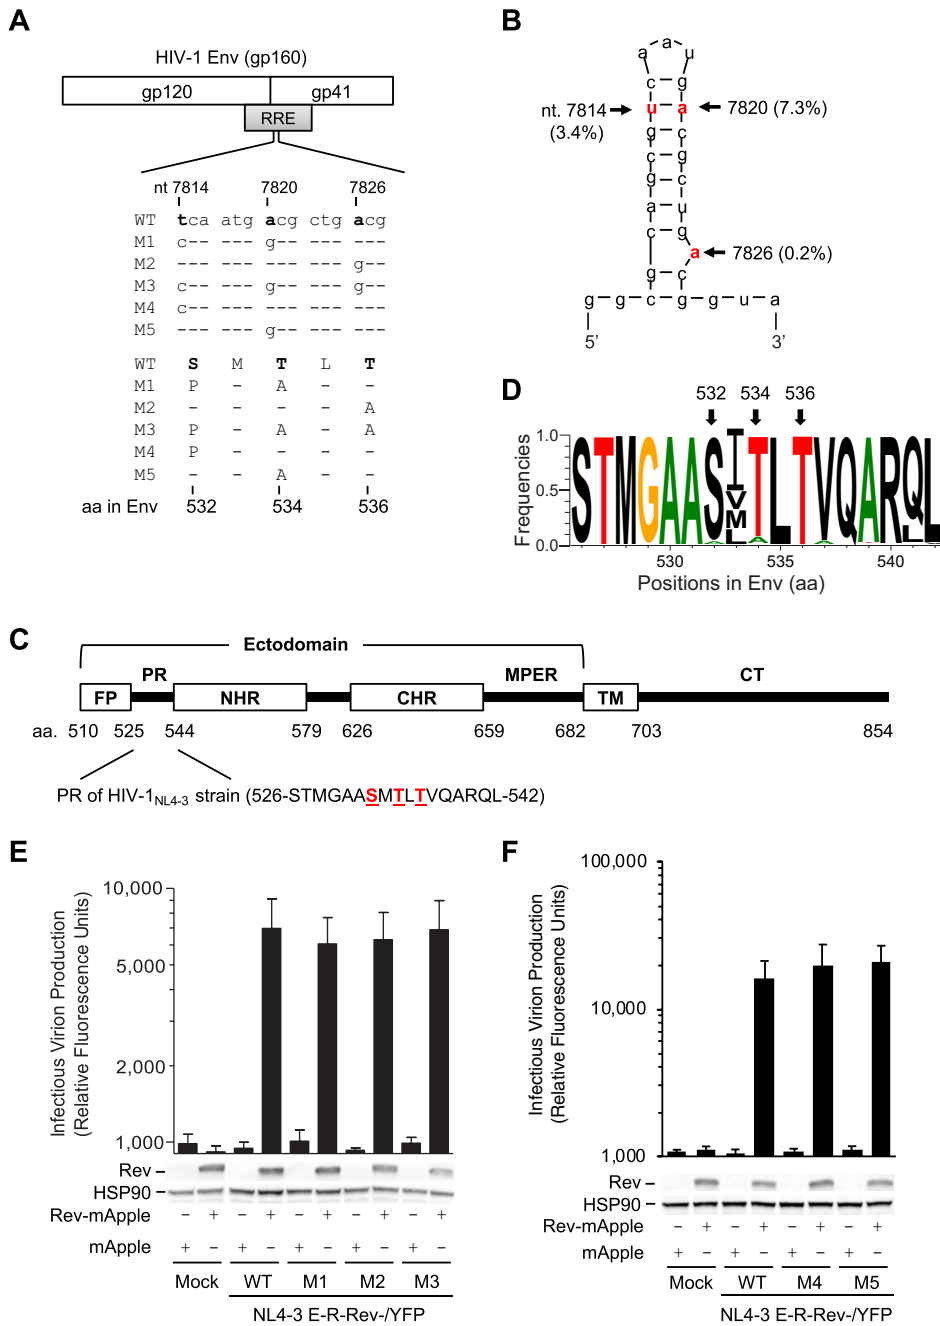 A
HIV-1 Env (gp160)
gp120 gp41
RRE
nt 7814 7820 7826
WT tca atg acg ctg acg
M1 c-- --- g-- --- ---
M2 --- --- --- --- g--
M3 c-- --- g-- --- g--
M4 c-- --- --- --- ---
M5 --- --- g-- --- ---
WT S M T L T
M1 P - A - -
M2 - - - - A
M3 P - A - A
M4 P - - - -
M5 - - A - -
aa in Env 532 534 536
B
a a u
c g
nt. 7814 (3.4%) u a 7820 (7.3%)
g c
c g
g c
a u
c g
a 7826 (0.2%)
g c
g g c g g u a
5’ 3’
D
532 534 536
Frequencies
1.0
0.5
0.0
STMGAASITLTVQARQL
V
M
L L
530 535 540
Positions in Env (aa)
C
Ectodomain
PR MPER CT
FP NHR CHR TM
aa. 510 525 544 579 626 659 682 703 854
PR of HIV-1NL4-3 strain (526-STMGAASMTLTVQARQL-542)
E
Infectious Virion Production
(Relative Fluorescence Units)
10,000
5,000
2,000
1,000
Rev
HSP90
Rev-mApple − + − + − + − + − +
mApple + − + − + − + − + −
Mock WT M1 M2 M3
NL4-3 E-R-Rev-/YFP
F
Infectious Virion Production
(Relative Fluorescence Units)
100,000
10,000
1,000
Rev
HSP90
Rev-mApple − + − + − + − +
mApple + − + − + − + −
Mock WT M4 M5
NL4-3 E-R-Rev-/YFP